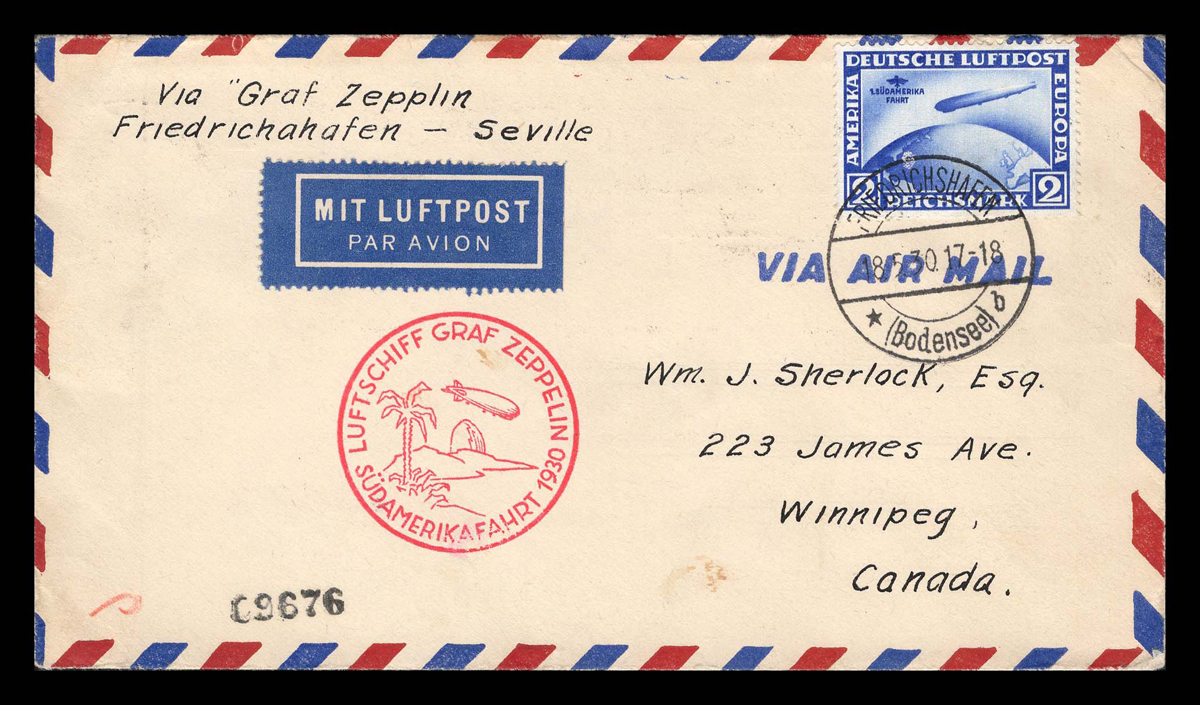 Via "Graf Zepplin
Friedrichahafen – Seville
MIT LUFTPOST
PAR AVION
DEUTSCHE LUFTPOST
AMERIKA
EUROPA
1.SÜDAMERIKA
FAHRT
2
REICHSMARK
2
FRIEDRICHSHAFEN
18.5.30.17-18
★ (Bodensee) b
VIA AIR MAIL
LUFTSCHIFF GRAF ZEPPELIN
SÜDAMERIKAFAHRT 1930
Wm. J. Sherlock, Esq.
223 James Ave.
Winnipeg,
Canada.
09676